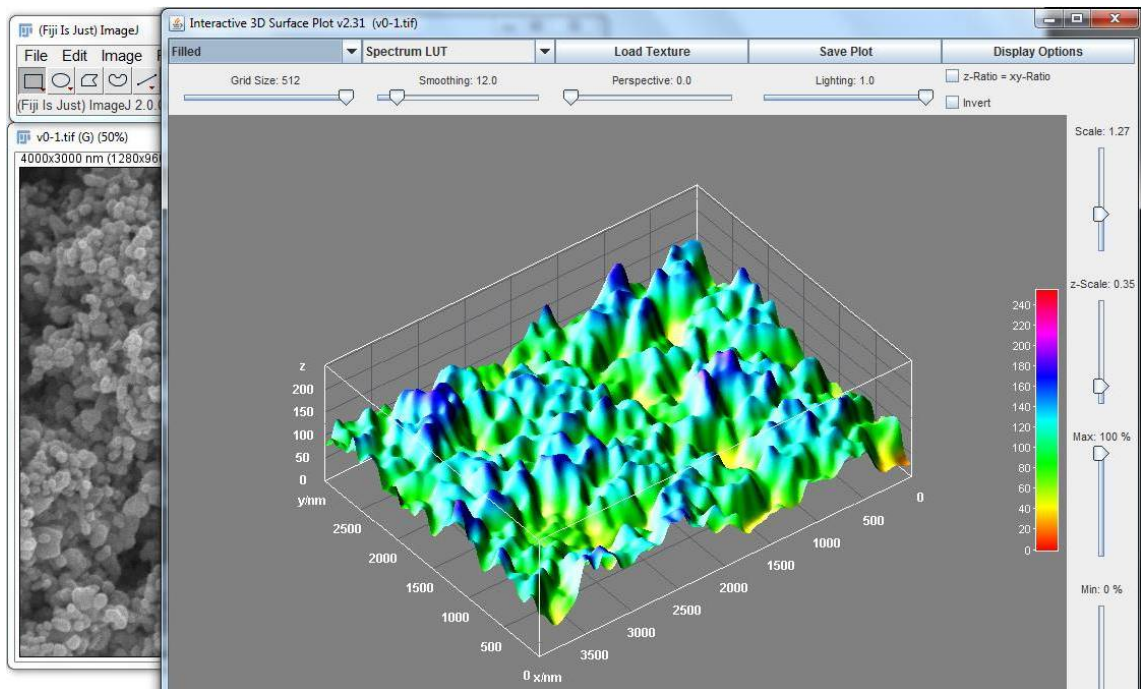 (Fiji Is Just) ImageJ
File Edit Image
(Fiji Is Just) ImageJ 2.0.
v0-1.tif (G) (50%)
4000x3000 nm (1280x96
Interactive 3D Surface Plot v2.31 (v0-1.tif)
Filled
Spectrum LUT
Load Texture
Save Plot
Display Options
Grid Size: 512
Smoothing: 12.0
Perspective: 0.0
Lighting: 1.0
z-Ratio = xy-Ratio
Invert
Scale: 1.27
z-Scale: 0.35
Max: 100 %
Min: 0 %
z
200
150
100
50
0
y/nm
2500
2000
1500
1000
500
0 x/nm
3500
3000
2500
2000
1500
1000
500
0
240
220
200
180
160
140
120
100
80
60
40
20
0